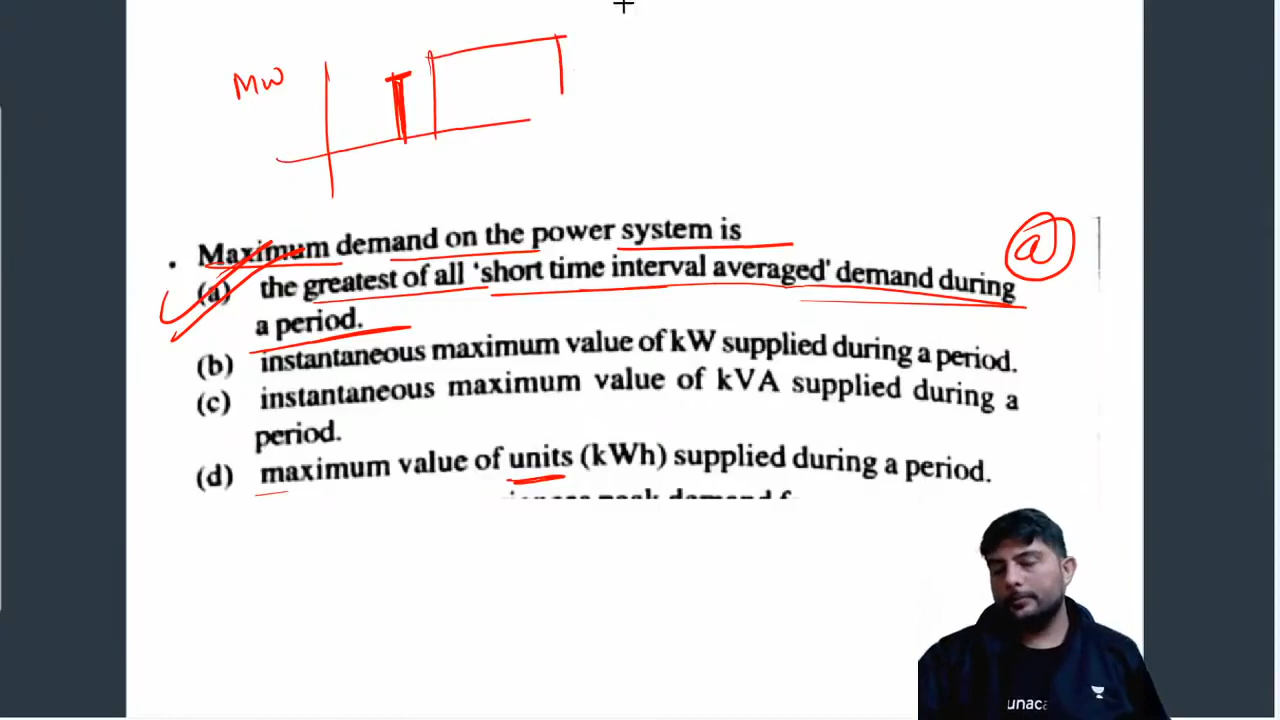 MW
Maximum demand on the power system is
(a) the greatest of all 'short time interval averaged' demand during
a period.
(a)
(b) instantaneous maximum value of kW supplied during a period.
(c) instantaneous maximum value of kVA supplied during a
period.
(d) maximum value of units (kWh) supplied during a period.
peak demand
unaca